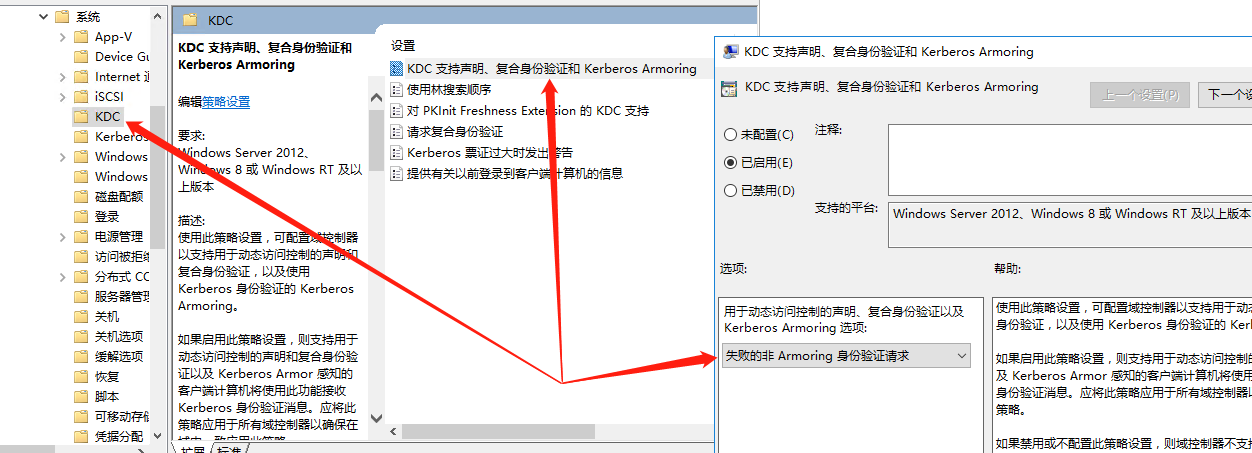 系统
App-V
Device Gu
Internet 通
iSCSI
KDC
Kerberos
Windows
Windows
磁盘配额
登录
电源管理
访问被拒绝
分布式 CC
服务器管理
关机
关机选项
缓解选项
恢复
脚本
可移动存储
凭据分配
KDC
KDC 支持声明、复合身份验证和
Kerberos Armoring
编辑策略设置
要求:
Windows Server 2012、
Windows 8 或 Windows RT 及以
上版本
描述:
使用此策略设置，可配置域控制器
以支持用于动态访问控制的声明和
复合身份验证，以及使用
Kerberos 身份验证的 Kerberos
Armoring。
如果启用此策略设置，则支持用于
动态访问控制的声明和复合身份验
证以及 Kerberos Armor 感知的
客户端计算机将使用此功能接收
Kerberos 身份验证消息。应将此
策略应用于所有域控制器以确保在
域中一致应用此策略。
设置
KDC 支持声明、复合身份验证和 Kerberos Armoring
使用林搜索顺序
对 PKInit Freshness Extension 的 KDC 支持
请求复合身份验证
Kerberos 票证过大时发出警告
提供有关以前登录到客户端计算机的信息
扩展
标准
KDC 支持声明、复合身份验证和 Kerberos Armoring
KDC 支持声明、复合身份验证和 Kerberos Armoring
上一个设置(P)
下一个设
未配置(C)
注释:
已启用(E)
已禁用(D)
支持的平台:
Windows Server 2012、Windows 8 或 Windows RT 及以上版本
选项:
帮助:
用于动态访问控制的声明、复合身份验证以及
Kerberos Armoring 选项:
失败的非 Armoring 身份验证请求
使用此策略设置，可配置域控制器以支持用于动态
身份验证，以及使用 Kerberos 身份验证的 Ker
如果启用此策略设置，则支持用于动态访问控制的
及 Kerberos Armor 感知的客户端计算机将使用
身份验证消息。应将此策略应用于所有域控制器以
策略。
如果禁用或不配置此策略设置，则域控制器不支持